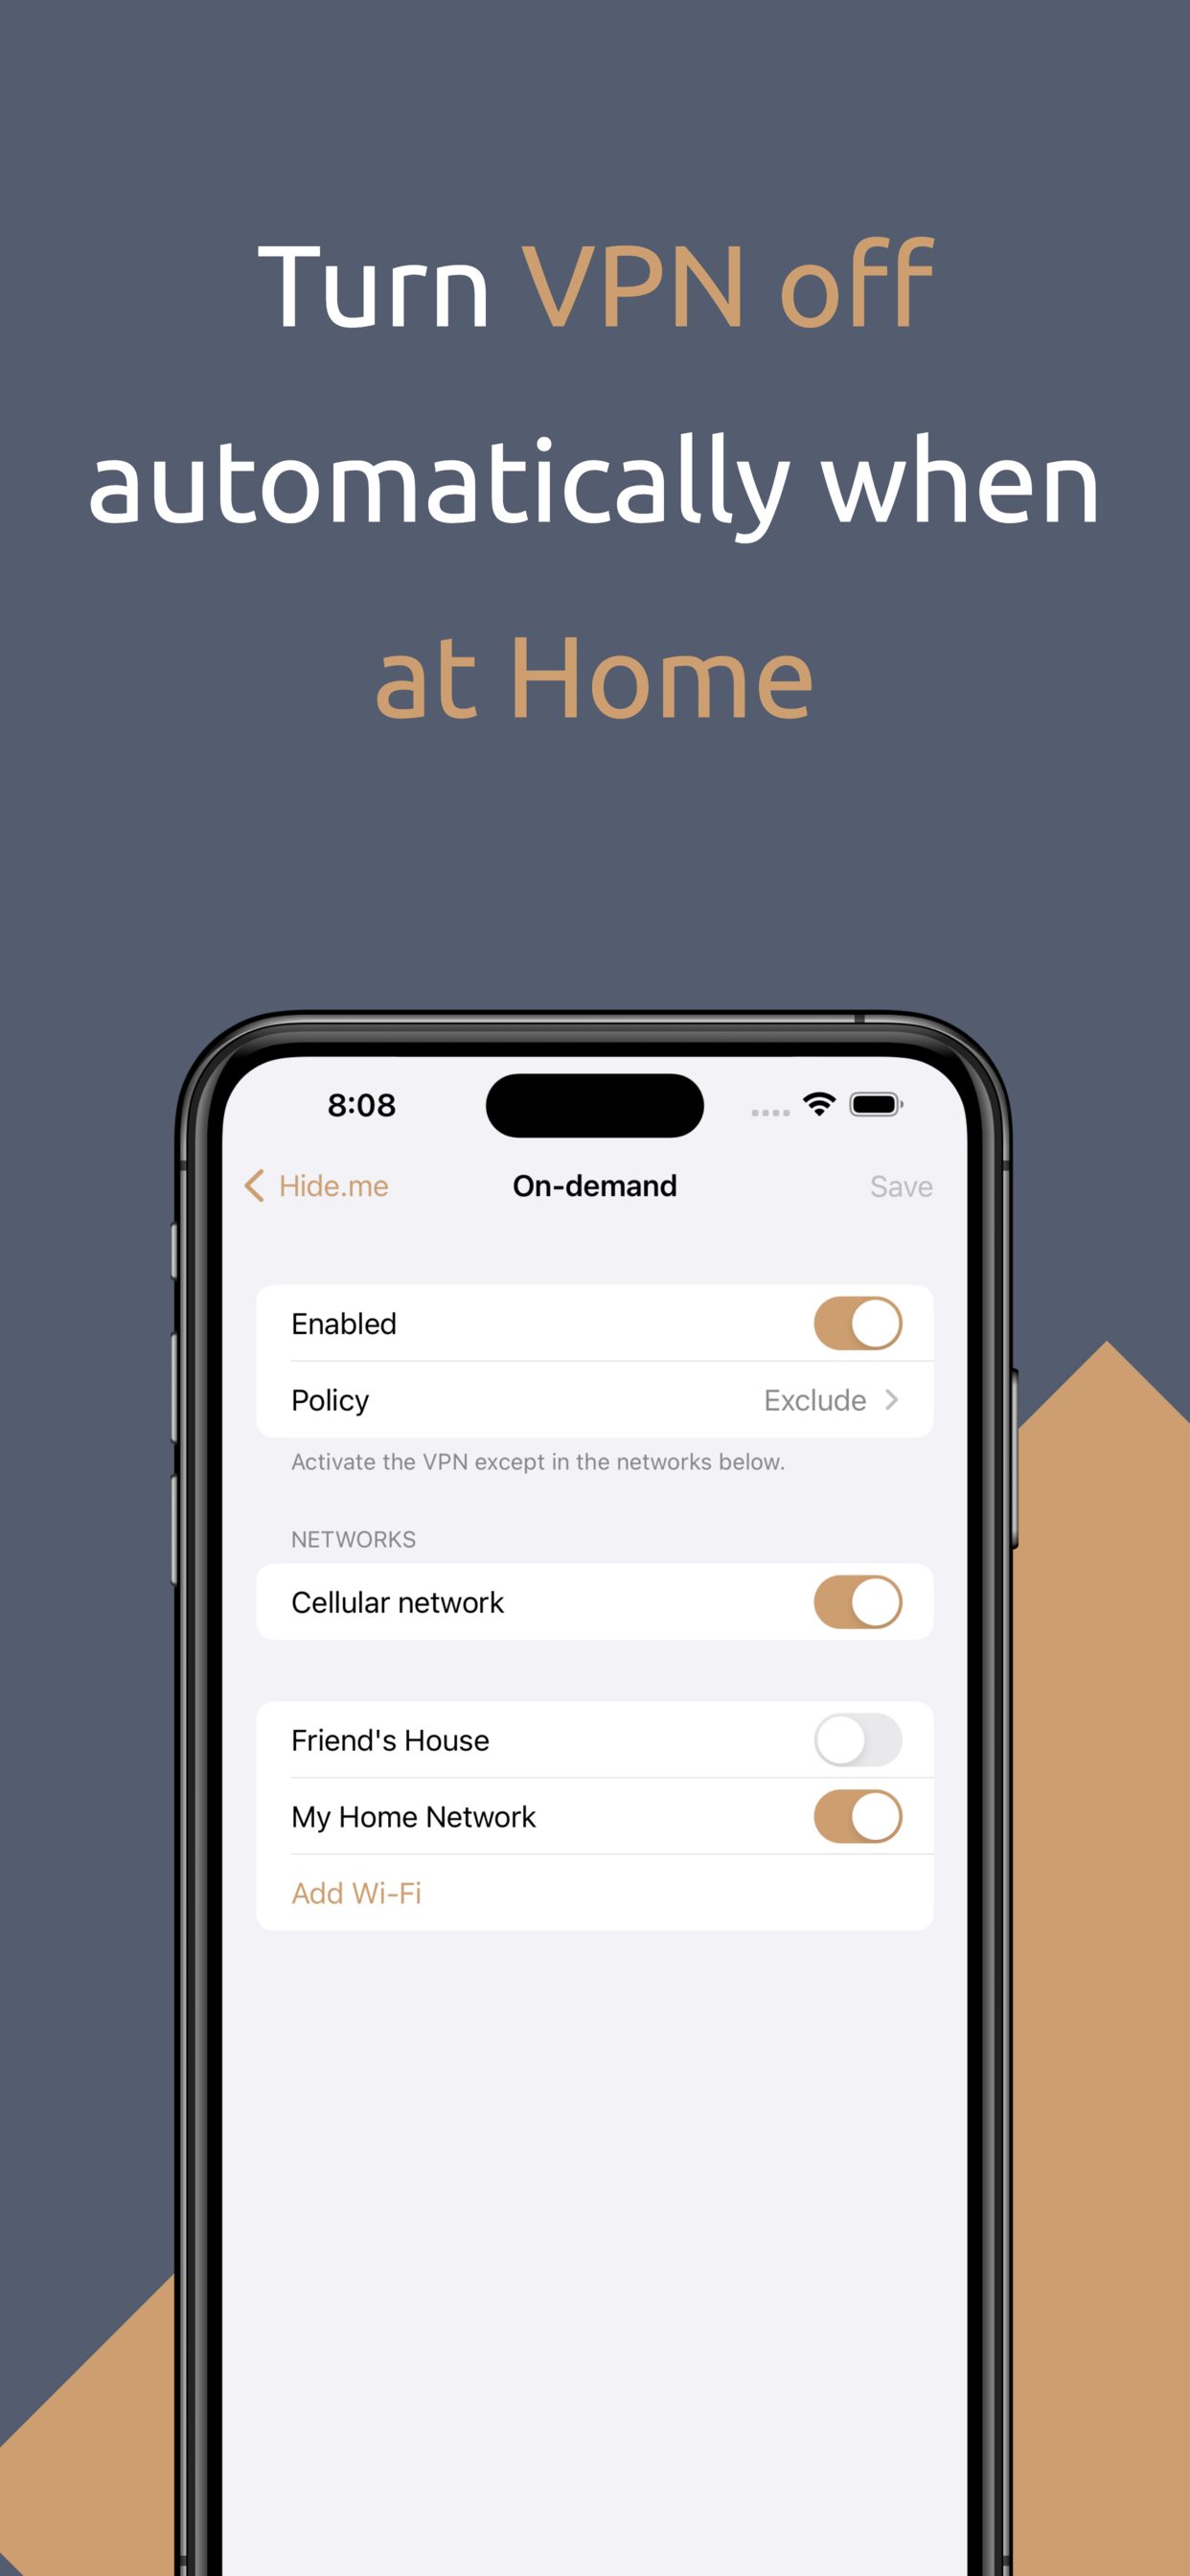 Turn VPN off
automatically when
at Home
8:08
Hide.me
On-demand
Save
Enabled
Policy
Exclude
Activate the VPN except in the networks below.
NETWORKS
Cellular network
Friend's House
My Home Network
Add Wi-Fi